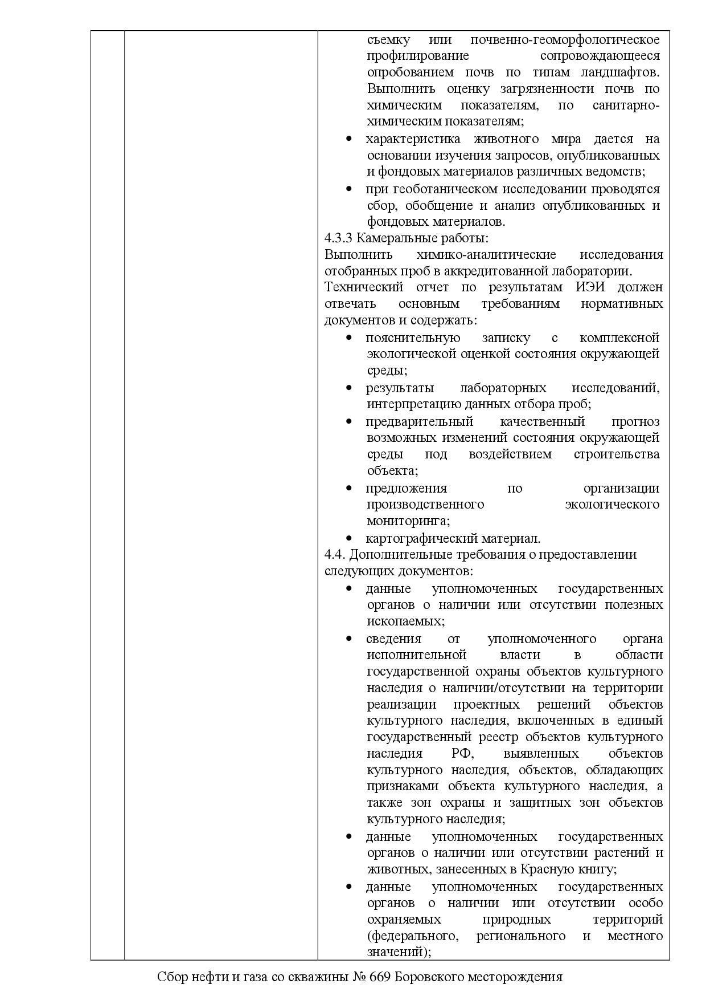 съемку или почвенно-геоморфологическое
профилирование сопровождающееся
опробованием почв по типам ландшафтов.
Выполнить оценку загрязненности почв по
химическим показателям, по санитарно-
химическим показателям;
• характеристика животного мира дается на
основании изучения запросов, опубликованных
и фондовых материалов различных ведомств;
• при геоботаническом исследовании проводятся
сбор, обобщение и анализ опубликованных и
фондовых материалов.
4.3.3 Камеральные работы:
Выполнить химико-аналитические исследования
отобранных проб в аккредитованной лаборатории.
Технический отчет по результатам ИЭИ должен
отвечать основным требованиям нормативных
документов и содержать:
• пояснительную записку с комплексной
экологической оценкой состояния окружающей
среды;
• результаты лабораторных исследований,
интерпретацию данных отбора проб;
• предварительный качественный прогноз
возможных изменений состояния окружающей
среды под воздействием строительства
объекта;
• предложения по организации
производственного экологического
мониторинга;
• картографический материал.
4.4. Дополнительные требования о предоставлении
следующих документов:
• данные уполномоченных государственных
органов о наличии или отсутствии полезных
ископаемых;
• сведения от уполномоченного органа
исполнительной власти в области
государственной охраны объектов культурного
наследия о наличии/отсутствии на территории
реализации проектных решений объектов
культурного наследия, включенных в единый
государственный реестр объектов культурного
наследия РФ, выявленных объектов
культурного наследия, объектов, обладающих
признаками объекта культурного наследия, а
также зон охраны и защитных зон объектов
культурного наследия;
• данные уполномоченных государственных
органов о наличии или отсутствии растений и
животных, занесенных в Красную книгу;
• данные уполномоченных государственных
органов о наличии или отсутствии особо
охраняемых природных территорий
(федерального, регионального и местного
значений);
Сбор нефти и газа со скважины № 669 Боровского месторождения